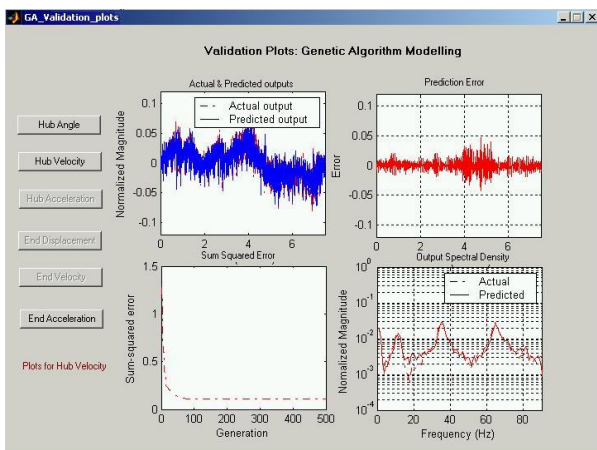 GA_Validation_plots
Validation Plots: Genetic Algorithm Modelling
Hub Angle
Hub Velocity
Hub Acceleration
End Displacement
End Velocity
End Acceleration
Plots for Hub Velocity
Actual & Predicted outputs
Normalized Magnitude
0.1
0.05
0
-0.05
-0.1
Actual output
Predicted output
0 2 4 6
Prediction Error
Error
0.1
0.05
0
-0.05
-0.1
0 2 4 6
Sum Squared Error
Sum-squared error
1.5
1
0.5
0
0 100 200 300 400 500
Generation
Output Spectral Density
Normalized Magnitude
10^0
10^-1
10^-2
10^-3
10^-4
Actual
Predicted
0 20 40 60 80
Frequency (Hz)